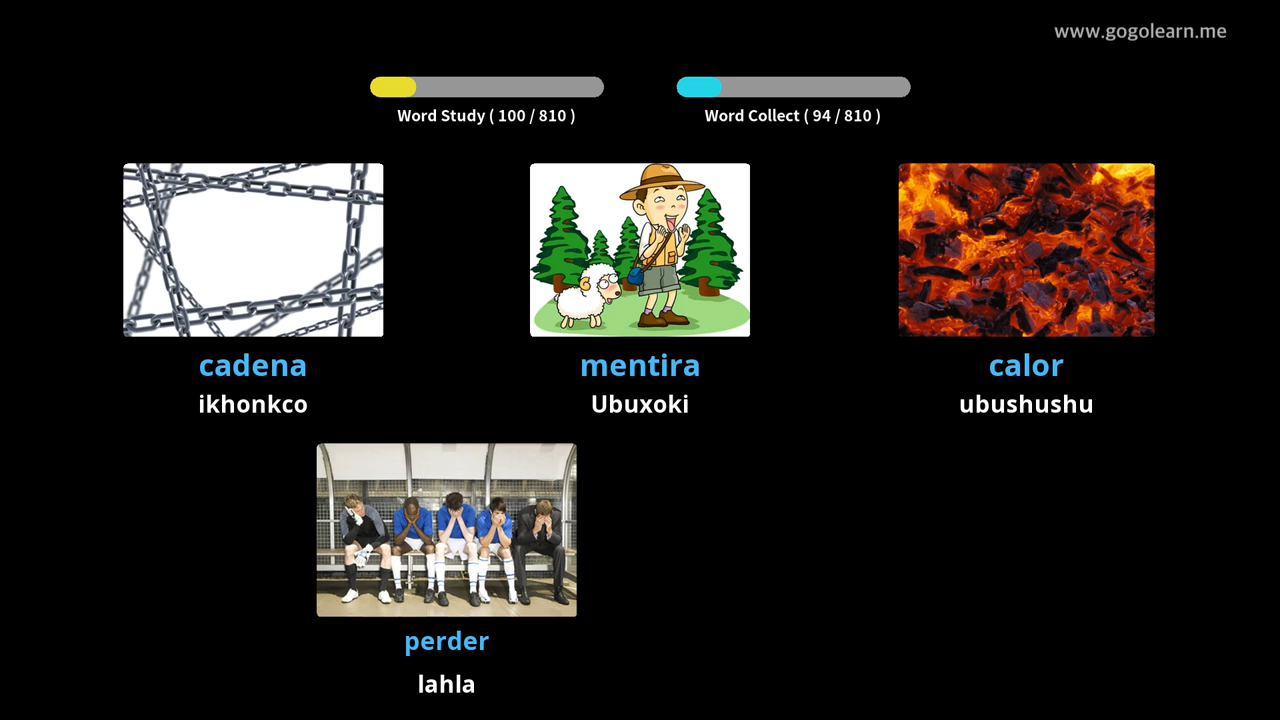 www.gogolearn.me
Word Study ( 100 / 810 )
Word Collect ( 94 / 810 )
cadena
ikhonkco
mentira
Ubuxoki
calor
ubushushu
perder
lahla